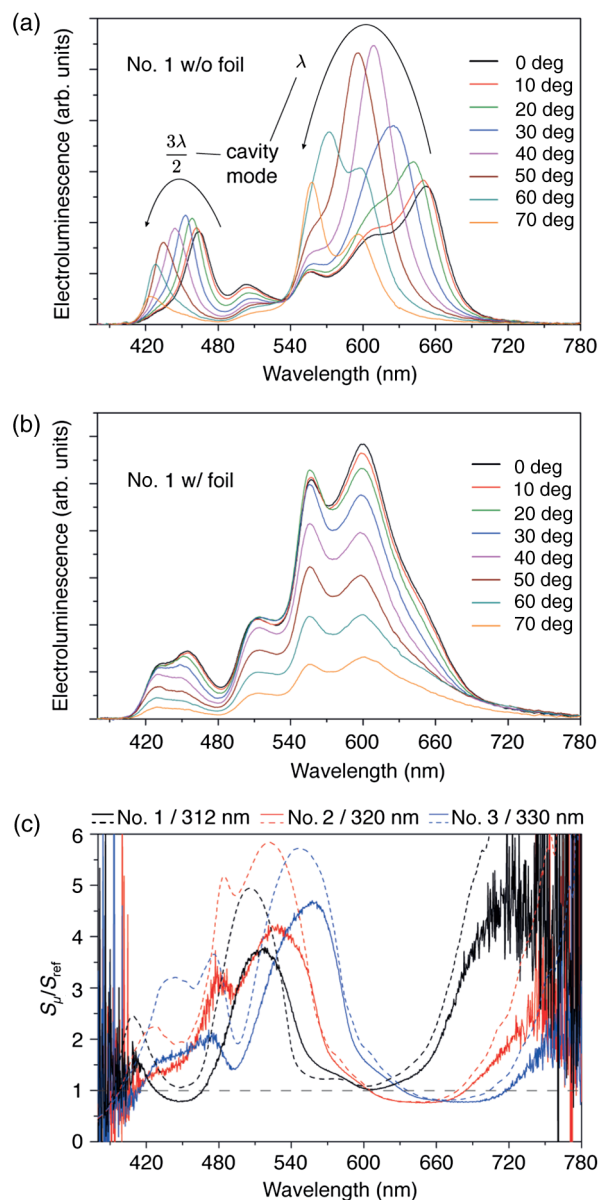 (a)
No. 1 w/o foil
λ
3λ
2
cavity
mode
0 deg
10 deg
20 deg
30 deg
40 deg
50 deg
60 deg
70 deg
Electroluminescence (arb. units)
420 480 540 600 660 720 780
Wavelength (nm)
(b)
No. 1 w/ foil
0 deg
10 deg
20 deg
30 deg
40 deg
50 deg
60 deg
70 deg
Electroluminescence (arb. units)
420 480 540 600 660 720 780
Wavelength (nm)
(c)
No. 1 / 312 nm No. 2 / 320 nm No. 3 / 330 nm
6
5
4
3
2
1
0
Sμ/Sref
420 480 540 600 660 720 780
Wavelength (nm)